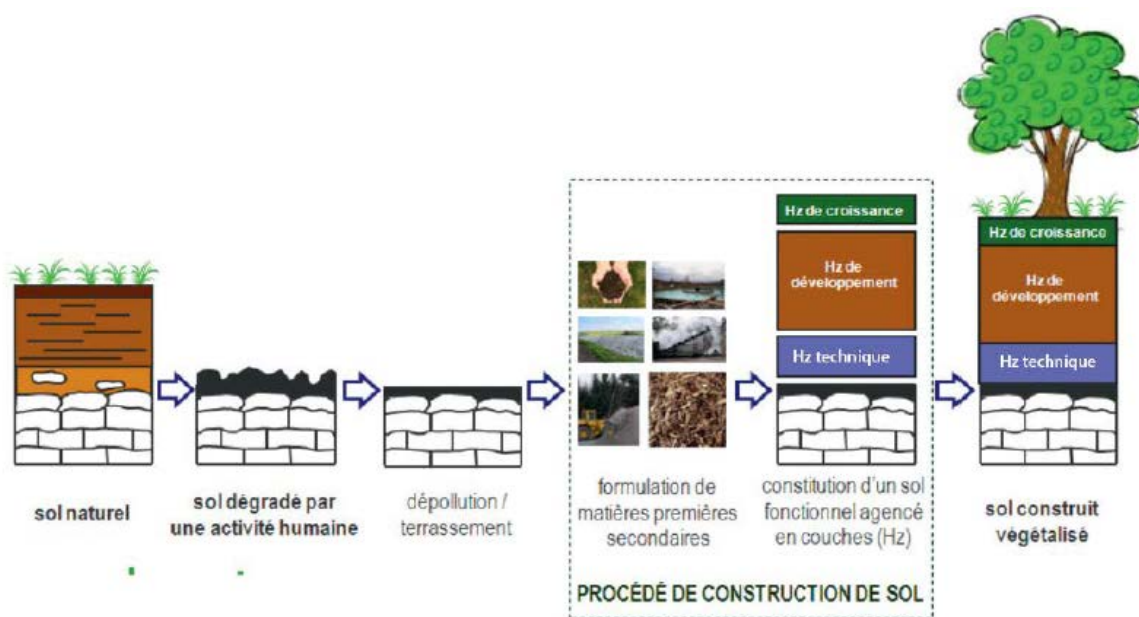 sol naturel
sol dégradé par
une activité humaine
dépollution /
terrassement
formulation de
matières premières
secondaires
Hz de croissance
Hz de
développement
Hz technique
constitution d'un sol
fonctionnel agencé
en couches (Hz)
PROCÉDÉ DE CONSTRUCTION DE SOL
Hz de croissance
Hz de
développement
Hz technique
sol construit
végétalisé